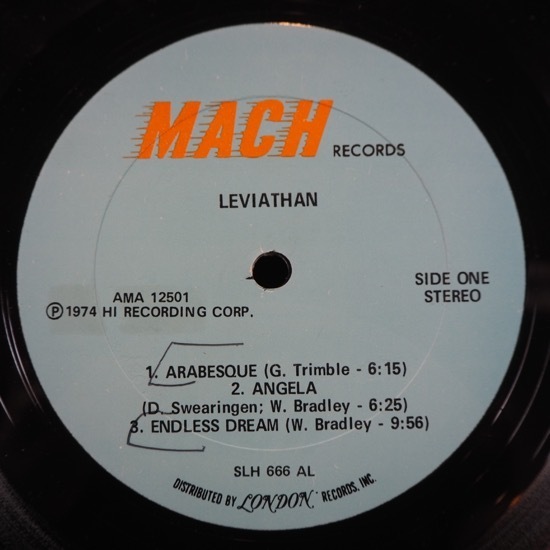 MACH RECORDS
LEVIATHAN
SIDE ONE
STEREO
AMA 12501
Ⓟ 1974 HI RECORDING CORP.
1. ARABESQUE (G. Trimble - 6:15)
2. ANGELA
(D. Swearingen; W. Bradley - 6:25)
3. ENDLESS DREAM (W. Bradley - 9:56)
SLH 666 AL
DISTRIBUTED BY LONDON RECORDS, INC.